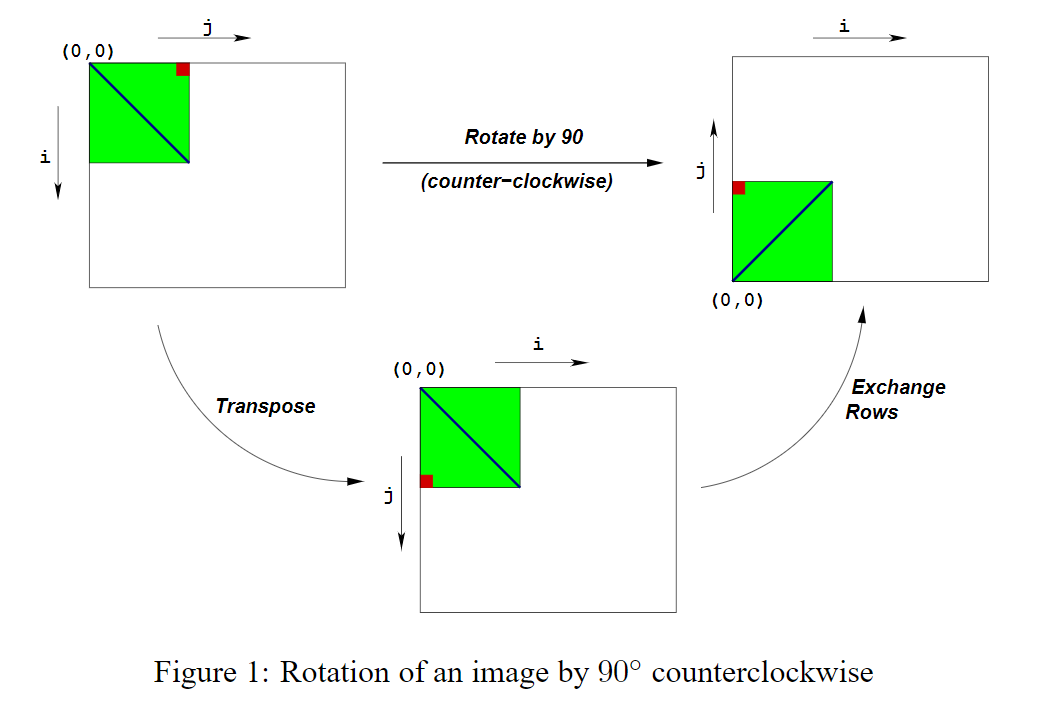 j
(0,0)
i
Rotate by 90
(counter−clockwise)
i
j
(0,0)
Transpose
(0,0)
i
j
Exchange
Rows
Figure 1: Rotation of an image by 90° counterclockwise